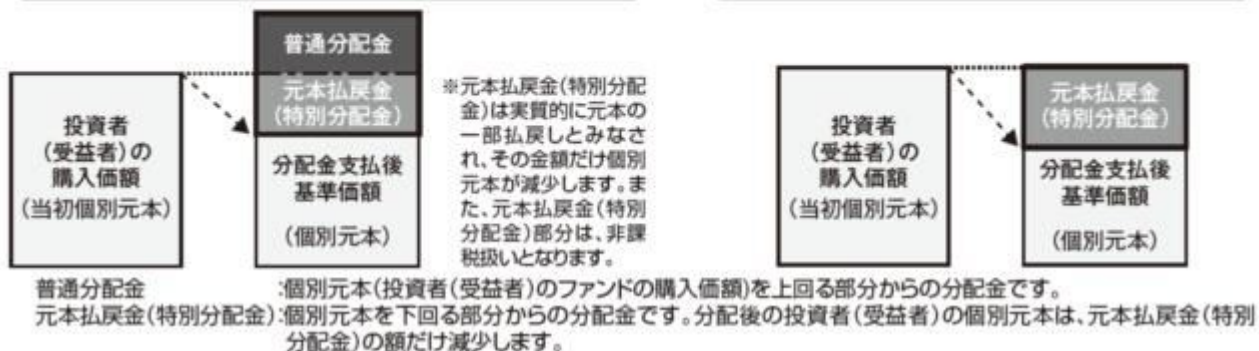 普通分配金
元本払戻金
(特別分配金)
投資者
(受益者)の
購入価額
(当初個別元本)
分配金支払後
基準価額
(個別元本)
※元本払戻金(特別分配
金)は実質的に元本の
一部払戻しとみなさ
れ、その金額だけ個別
元本が減少します。ま
た、元本払戻金(特別
分配金)部分は、非課
税扱いとなります。
投資者
(受益者)の
購入価額
(当初個別元本)
元本払戻金
(特別分配金)
分配金支払後
基準価額
(個別元本)
普通分配金 :個別元本(投資者(受益者)のファンドの購入価額)を上回る部分からの分配金です。
元本払戻金(特別分配金):個別元本を下回る部分からの分配金です。分配後の投資者(受益者)の個別元本は、元本払戻金(特別
分配金)の額だけ減少します。